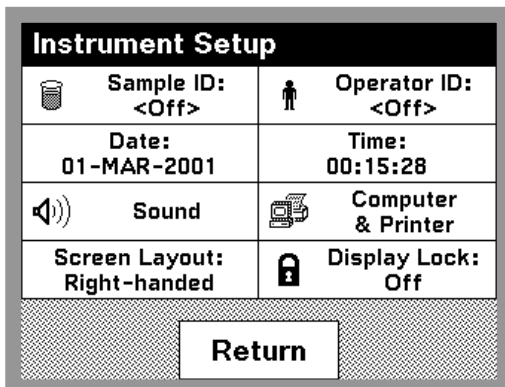 Instrument Setup
Sample ID:
<Off>
Operator ID:
<Off>
Date:
01-MAR-2001
Time:
00:15:28
Sound
Computer
& Printer
Screen Layout:
Right-handed
Display Lock:
Off
Return